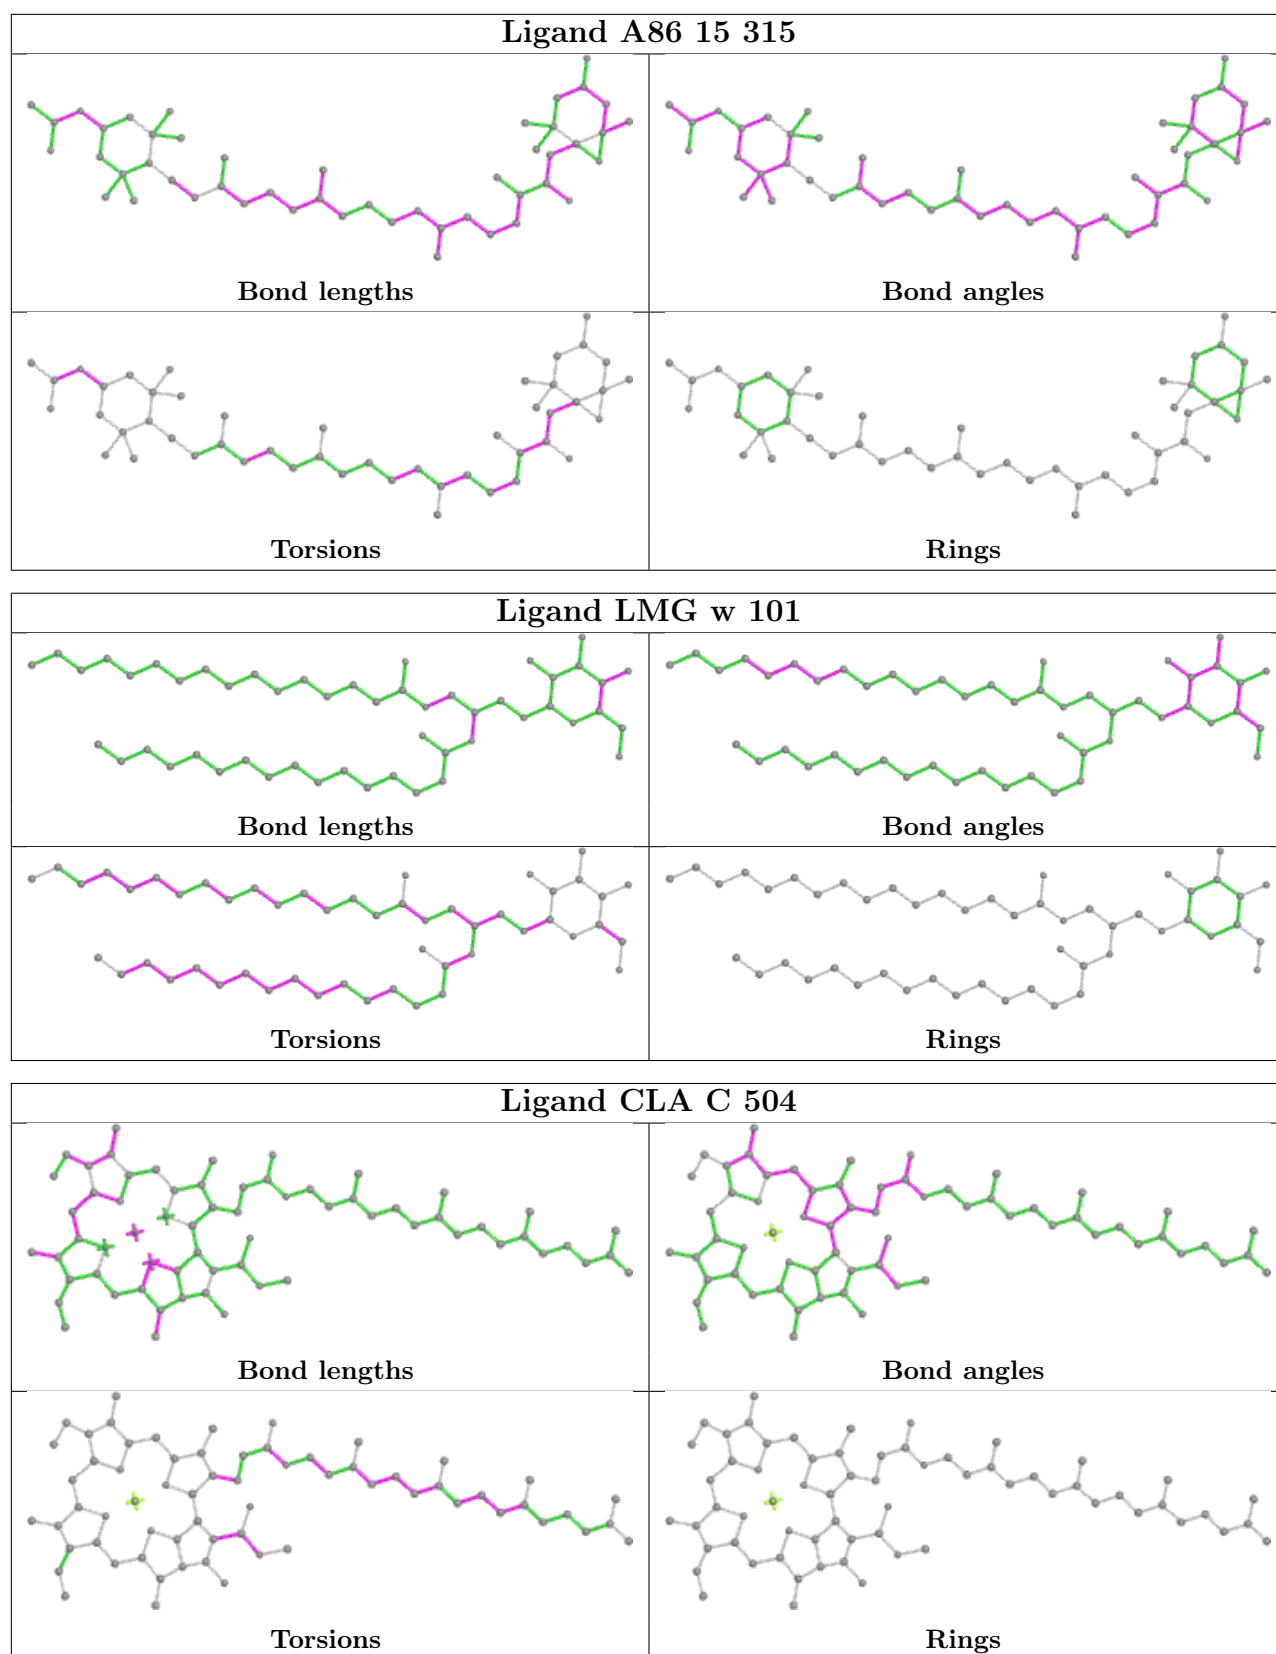 Ligand A86 15 315
Bond lengths
Bond angles
Torsions
Rings
Ligand LMG w 101
Bond lengths
Bond angles
Torsions
Rings
Ligand CLA C 504
Bond lengths
Bond angles
Torsions
Rings